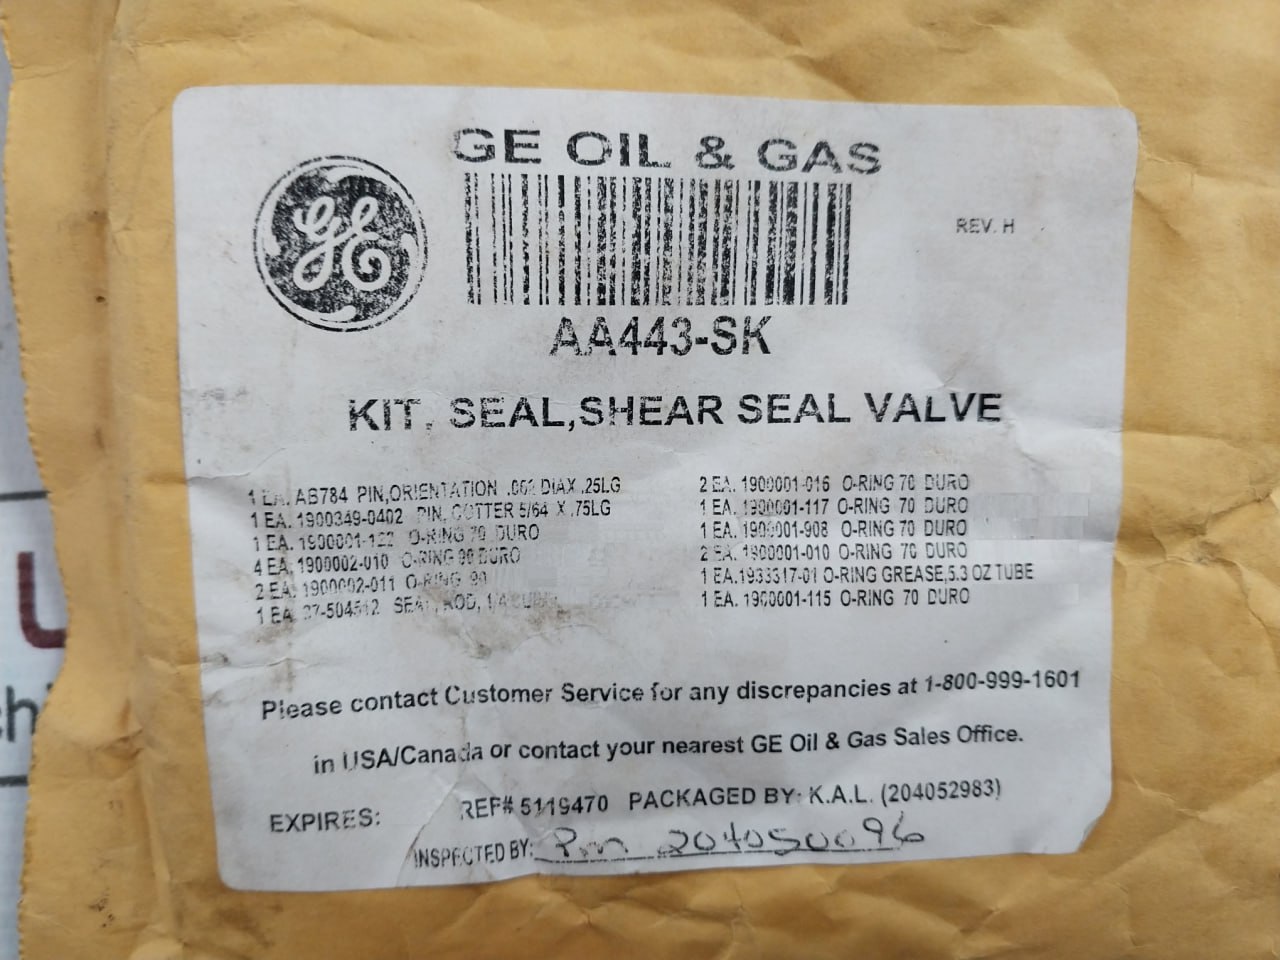 GE OIL & GAS
GE
REV. H
AA443-SK
KIT, SEAL,SHEAR SEAL VALVE
1 EA. AB784 PIN,ORIENTATION DIAX .25LG
1 EA. 1900349-0402 PIN, COTTER 5/64 X .75LG
1 EA. O-RING 70 DURO
4 EA. 1900002-010 O-RING 90 DURO
2 EA. 1900002-011 O-RING 90
1 EA. SEAL, ROD, 1/4
2 EA. 1900001-016 O-RING 70 DURO
1 EA. 1900001-117 O-RING 70 DURO
1 EA. 1900001-908 O-RING 70 DURO
2 EA. 1900001-010 O-RING 70 DURO
1 EA. O-RING GREASE,5.3 OZ TUBE
1 EA. 1900001-115 O-RING 70 DURO
Please contact Customer Service for any discrepancies at 1-800-999-1601
in USA/Canada or contact your nearest GE Oil & Gas Sales Office.
EXPIRES: REF# 5119470 PACKAGED BY: K.A.L. (204052983)
INSPECTED BY: Pm